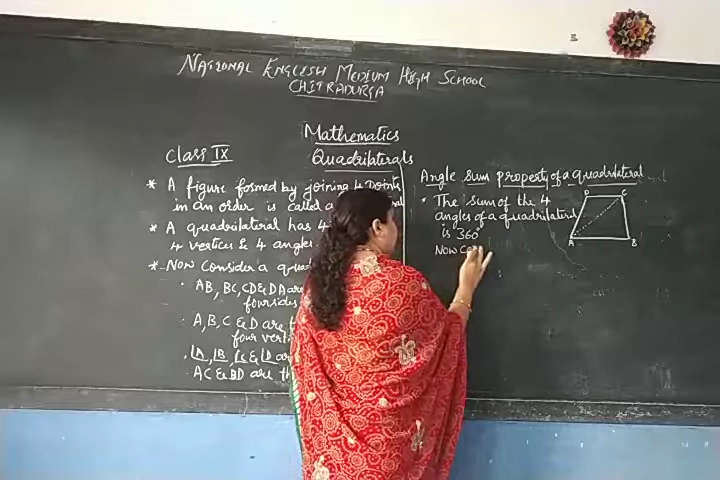 NATIONAL ENGLISH MEDIUM HIGH SCHOOL
CHITRADURGA
Mathematics
Class IX
Quadrilaterals
* A figure formed by joining 4 points
in an order is called a
* A quadrilateral has 4
4 vertices & 4 angles
* Now consider a
AB, BC, CD & DA are
four sides
A, B, C & D are
four
∠A, ∠B, ∠C & ∠D are
AC & BD are
Angle sum property of a quadrilateral
• The sum of the 4
angles of a quadrilateral
is 360°
Now
D C
A B